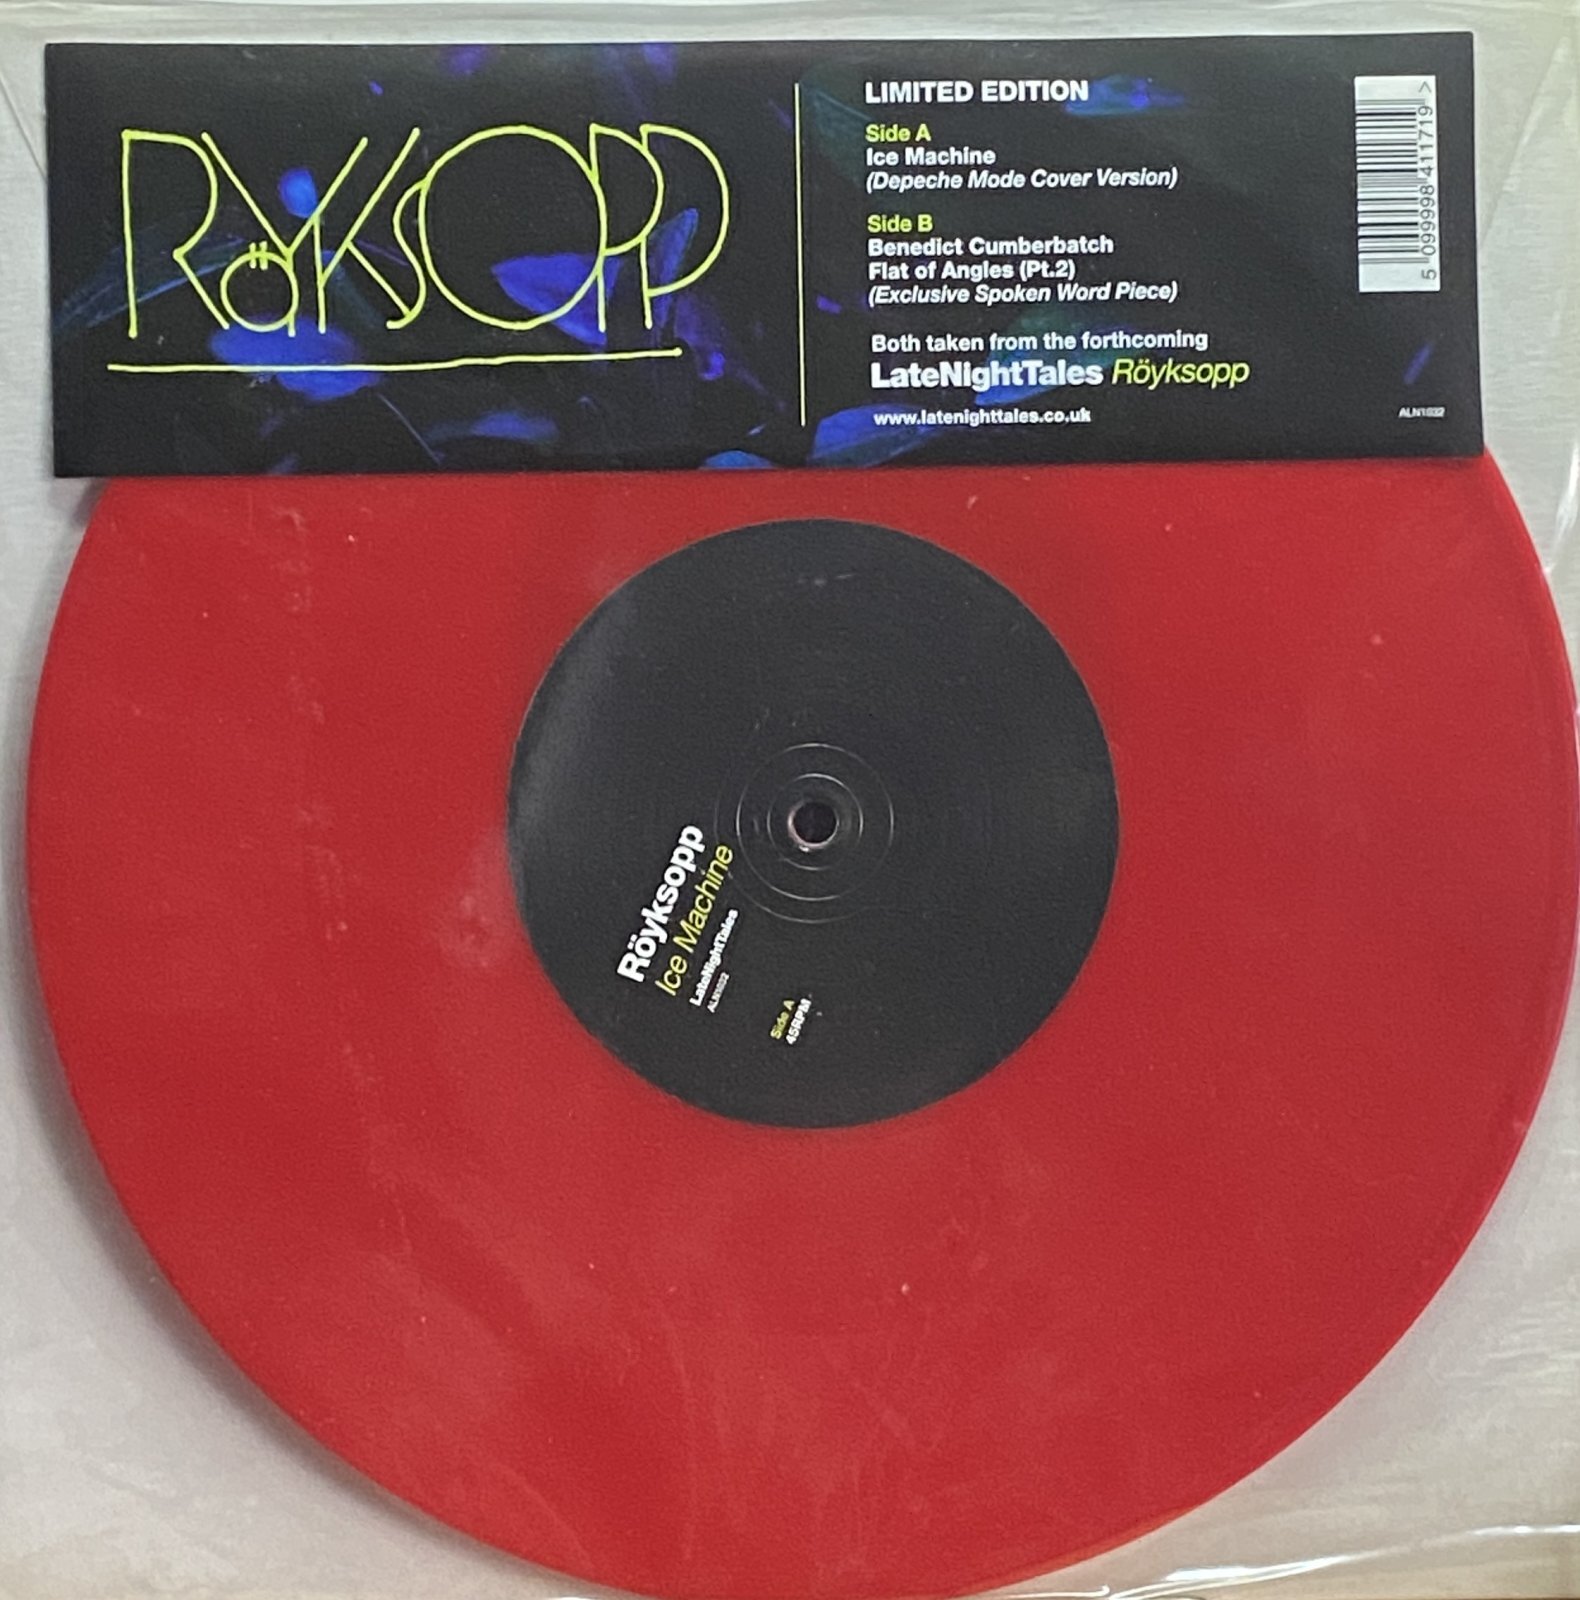 RÖYKSOPP
LIMITED EDITION
Side A
Ice Machine
(Depeche Mode Cover Version)
Side B
Benedict Cumberbatch
Flat of Angles (Pt.2)
(Exclusive Spoken Word Piece)
Both taken from the forthcoming
LateNightTales Röyksopp
www.latenighttales.co.uk
5 099998 411719 >
ALN1032
Röyksopp
Ice Machine
LateNightTales
ALN1032
Side A
45RPM